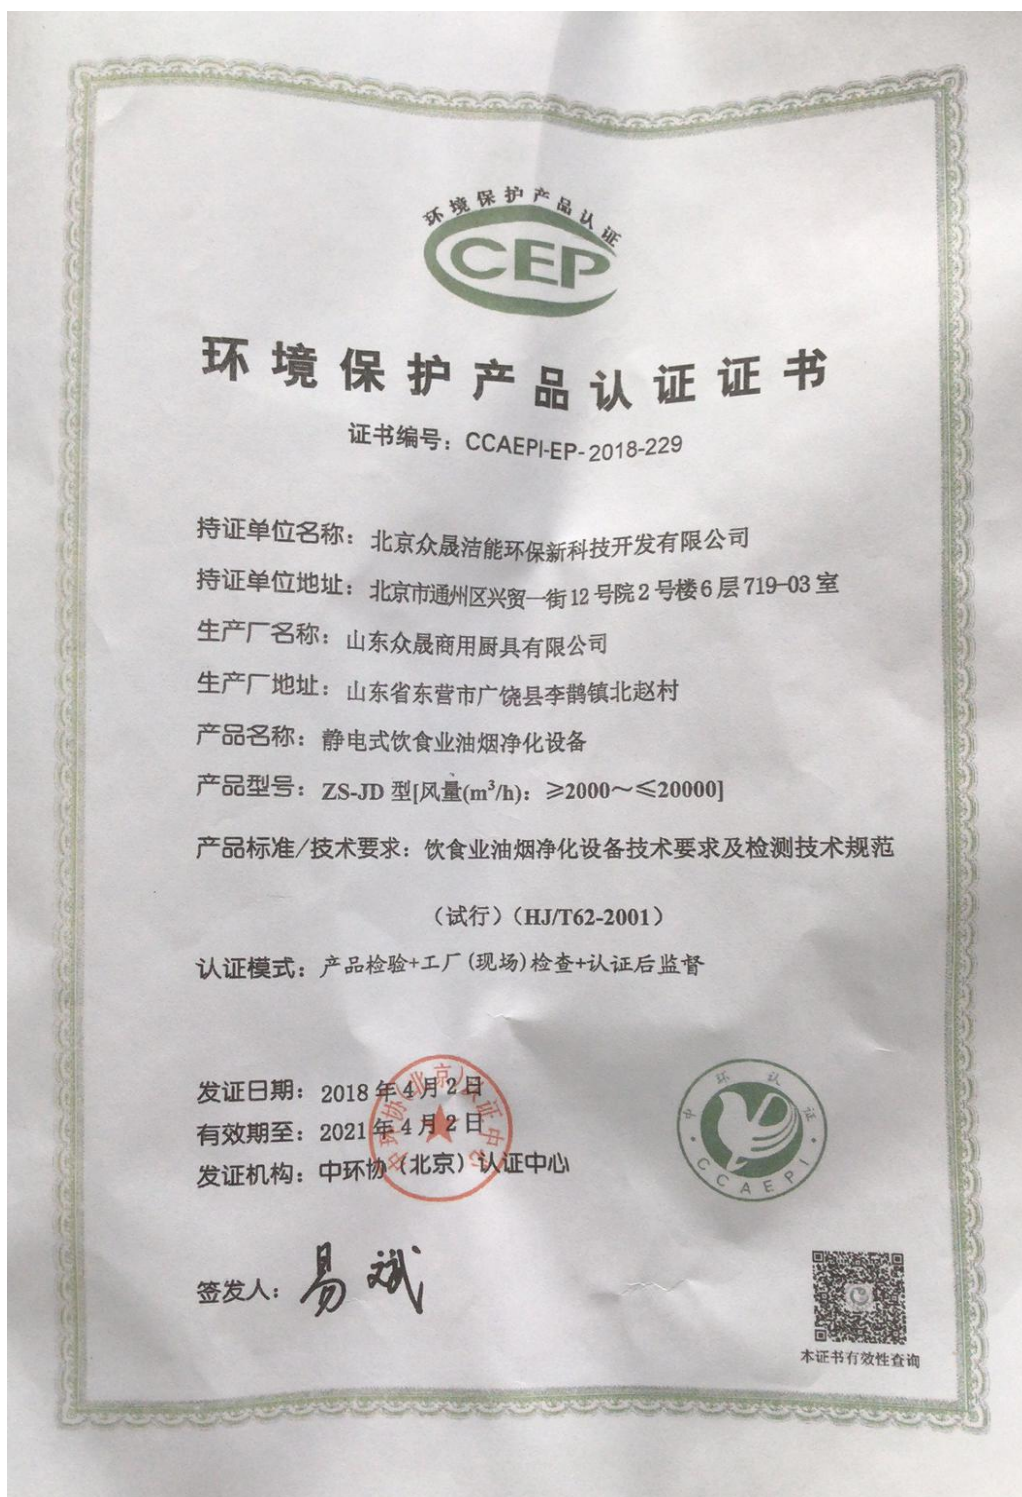 环境保护产品认证
CEP
环境保护产品认证证书
证书编号：CCAEPI-EP-2018-229
持证单位名称：北京众晟洁能环保新科技开发有限公司
持证单位地址：北京市通州区兴贸一街12号院2号楼6层719-03室
生产厂名称：山东众晟商用厨具有限公司
生产厂地址：山东省东营市广饶县李鹊镇北赵村
产品名称：静电式饮食业油烟净化设备
产品型号：ZS-JD 型[风量(m³/h)：≥2000～≤20000]
产品标准/技术要求：饮食业油烟净化设备技术要求及检测技术规范
（试行）（HJ/T62-2001）
认证模式：产品检验+工厂(现场)检查+认证后监督
发证日期：2018年4月2日
有效期至：2021年4月2日
发证机构：中环协（北京）认证中心
中环协(北京)认证中心
中环认证
CCAEPI
签发人：易斌
本证书有效性查询